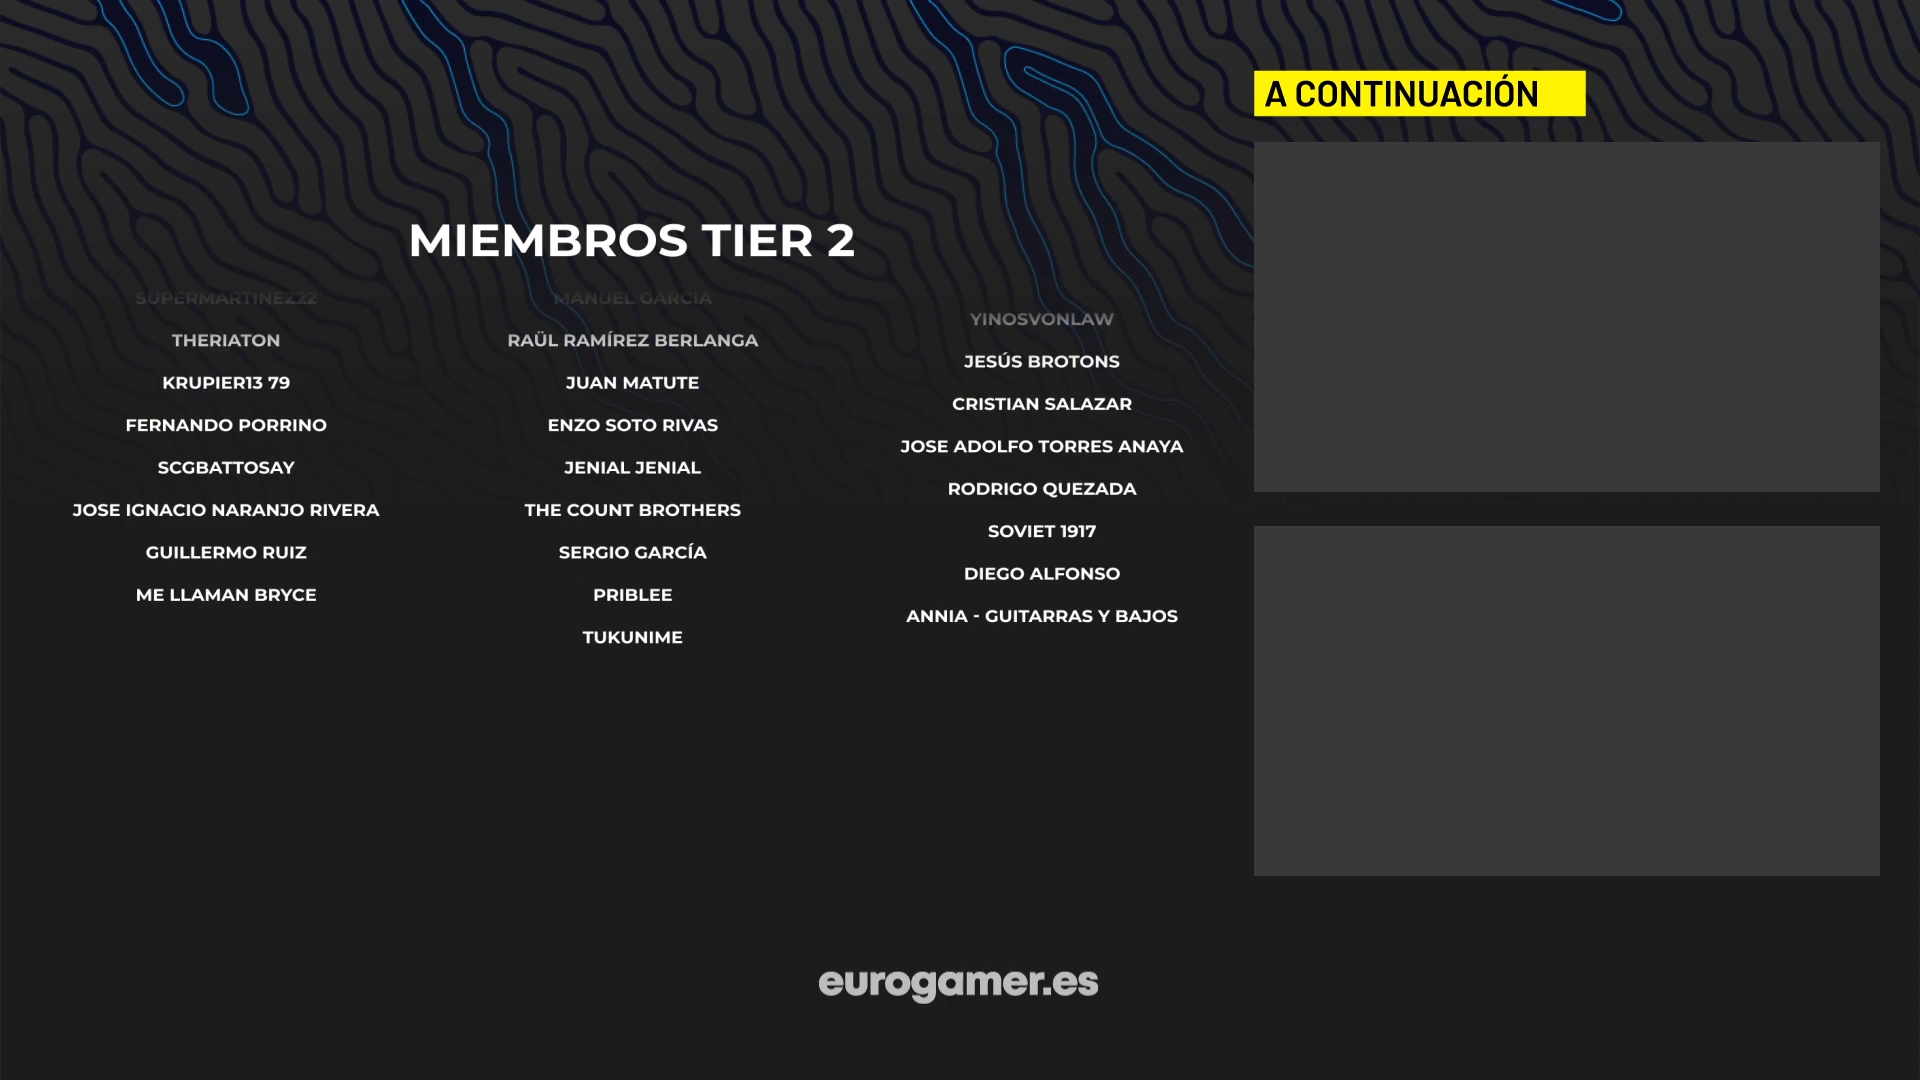 A CONTINUACIÓN
MIEMBROS TIER 2
SUPERMARTINEZ22
THERIATON
KRUPIER13 79
FERNANDO PORRINO
SCGBATTOSAY
JOSE IGNACIO NARANJO RIVERA
GUILLERMO RUIZ
ME LLAMAN BRYCE
MANUEL GARCIA
RAÜL RAMÍREZ BERLANGA
JUAN MATUTE
ENZO SOTO RIVAS
JENIAL JENIAL
THE COUNT BROTHERS
SERGIO GARCÍA
PRIBLEE
TUKUNIME
YINOSVONLAW
JESÚS BROTONS
CRISTIAN SALAZAR
JOSE ADOLFO TORRES ANAYA
RODRIGO QUEZADA
SOVIET 1917
DIEGO ALFONSO
ANNIA - GUITARRAS Y BAJOS
eurogamer.es